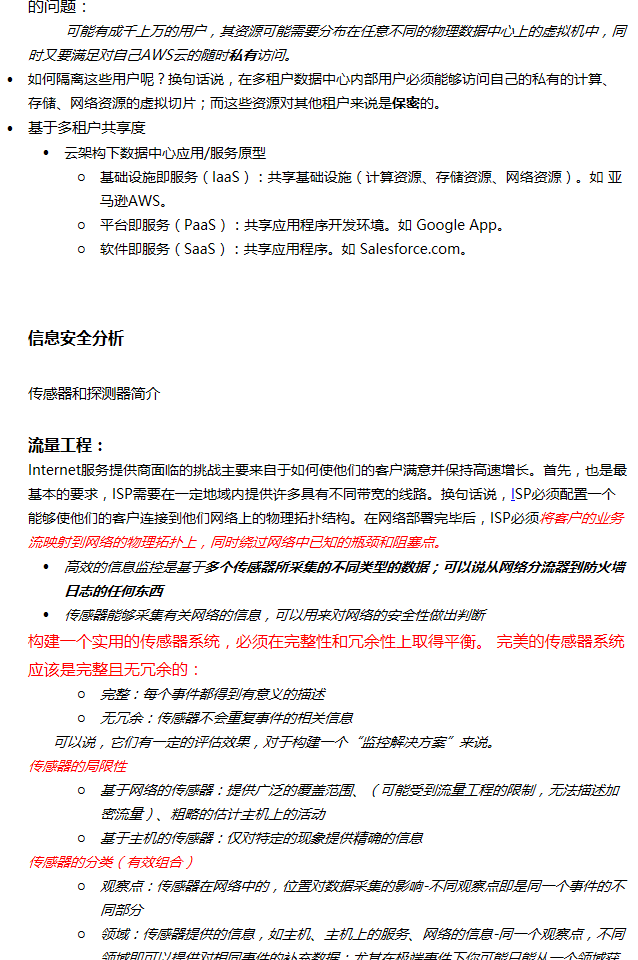 的问题：
可能有成千上万的用户，其资源可能需要分布在任意不同的物理数据中心上的虚拟机中，同
时又要满足对自己AWS云的随时私有访问。
• 如何隔离这些用户呢？换句话说，在多租户数据中心内部用户必须能够访问自己的私有的计算、
存储、网络资源的虚拟切片；而这些资源对其他租户来说是保密的。
• 基于多租户共享度
• 云架构下数据中心应用/服务原型
○ 基础设施即服务（IaaS）：共享基础设施（计算资源、存储资源、网络资源）。如 亚
马逊AWS。
○ 平台即服务（PaaS）：共享应用程序开发环境。如 Google App。
○ 软件即服务（SaaS）：共享应用程序。如 Salesforce.com。
信息安全分析
传感器和探测器简介
流量工程：
Internet服务提供商面临的挑战主要来自于如何使他们的客户满意并保持高速增长。首先，也是最
基本的要求，ISP需要在一定地域内提供许多具有不同带宽的线路。换句话说，ISP必须配置一个
能够使他们的客户连接到他们网络上的物理拓扑结构。在网络部署完毕后，ISP必须将客户的业务
流映射到网络的物理拓扑上，同时绕过网络中已知的瓶颈和阻塞点。
• 高效的信息监控是基于多个传感器所采集的不同类型的数据；可以说从网络分流器到防火墙
日志的任何东西
• 传感器能够采集有关网络的信息，可以用来对网络的安全性做出判断
构建一个实用的传感器系统，必须在完整性和冗余性上取得平衡。 完美的传感器系统
应该是完整且无冗余的：
○ 完整：每个事件都得到有意义的描述
○ 无冗余：传感器不会重复事件的相关信息
可以说，它们有一定的评估效果，对于构建一个“监控解决方案”来说。
传感器的局限性
○ 基于网络的传感器：提供广泛的覆盖范围、（可能受到流量工程的限制，无法描述加
密流量）、粗略的估计主机上的活动
○ 基于主机的传感器：仅对特定的现象提供精确的信息
传感器的分类（有效组合）
○ 观察点：传感器在网络中的，位置对数据采集的影响-不同观察点即是同一个事件的不
同部分
○ 领域：传感器提供的信息，如主机、主机上的服务、网络的信息-同一个观察点，不同
领域即可以提供对相同事件的补充数据；尤其在极端事件下你可能只能从一个领域获